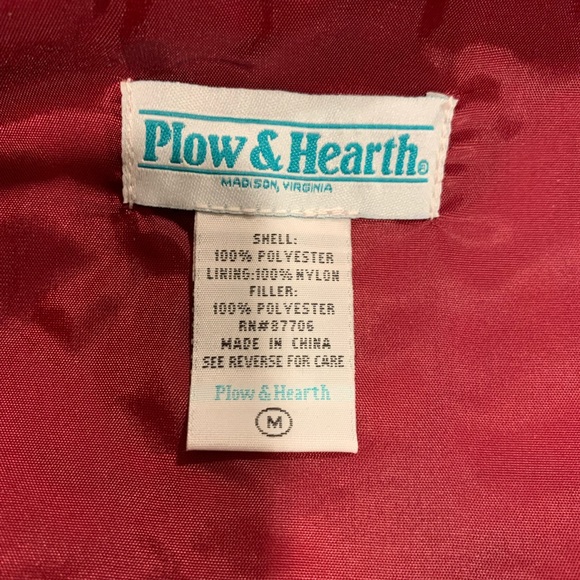 Plow & Hearth®
MADISON, VIRGINIA
SHELL:
100% POLYESTER
LINING:100% NYLON
FILLER:
100% POLYESTER
RN#87706
MADE IN CHINA
SEE REVERSE FOR CARE
Plow & Hearth
M